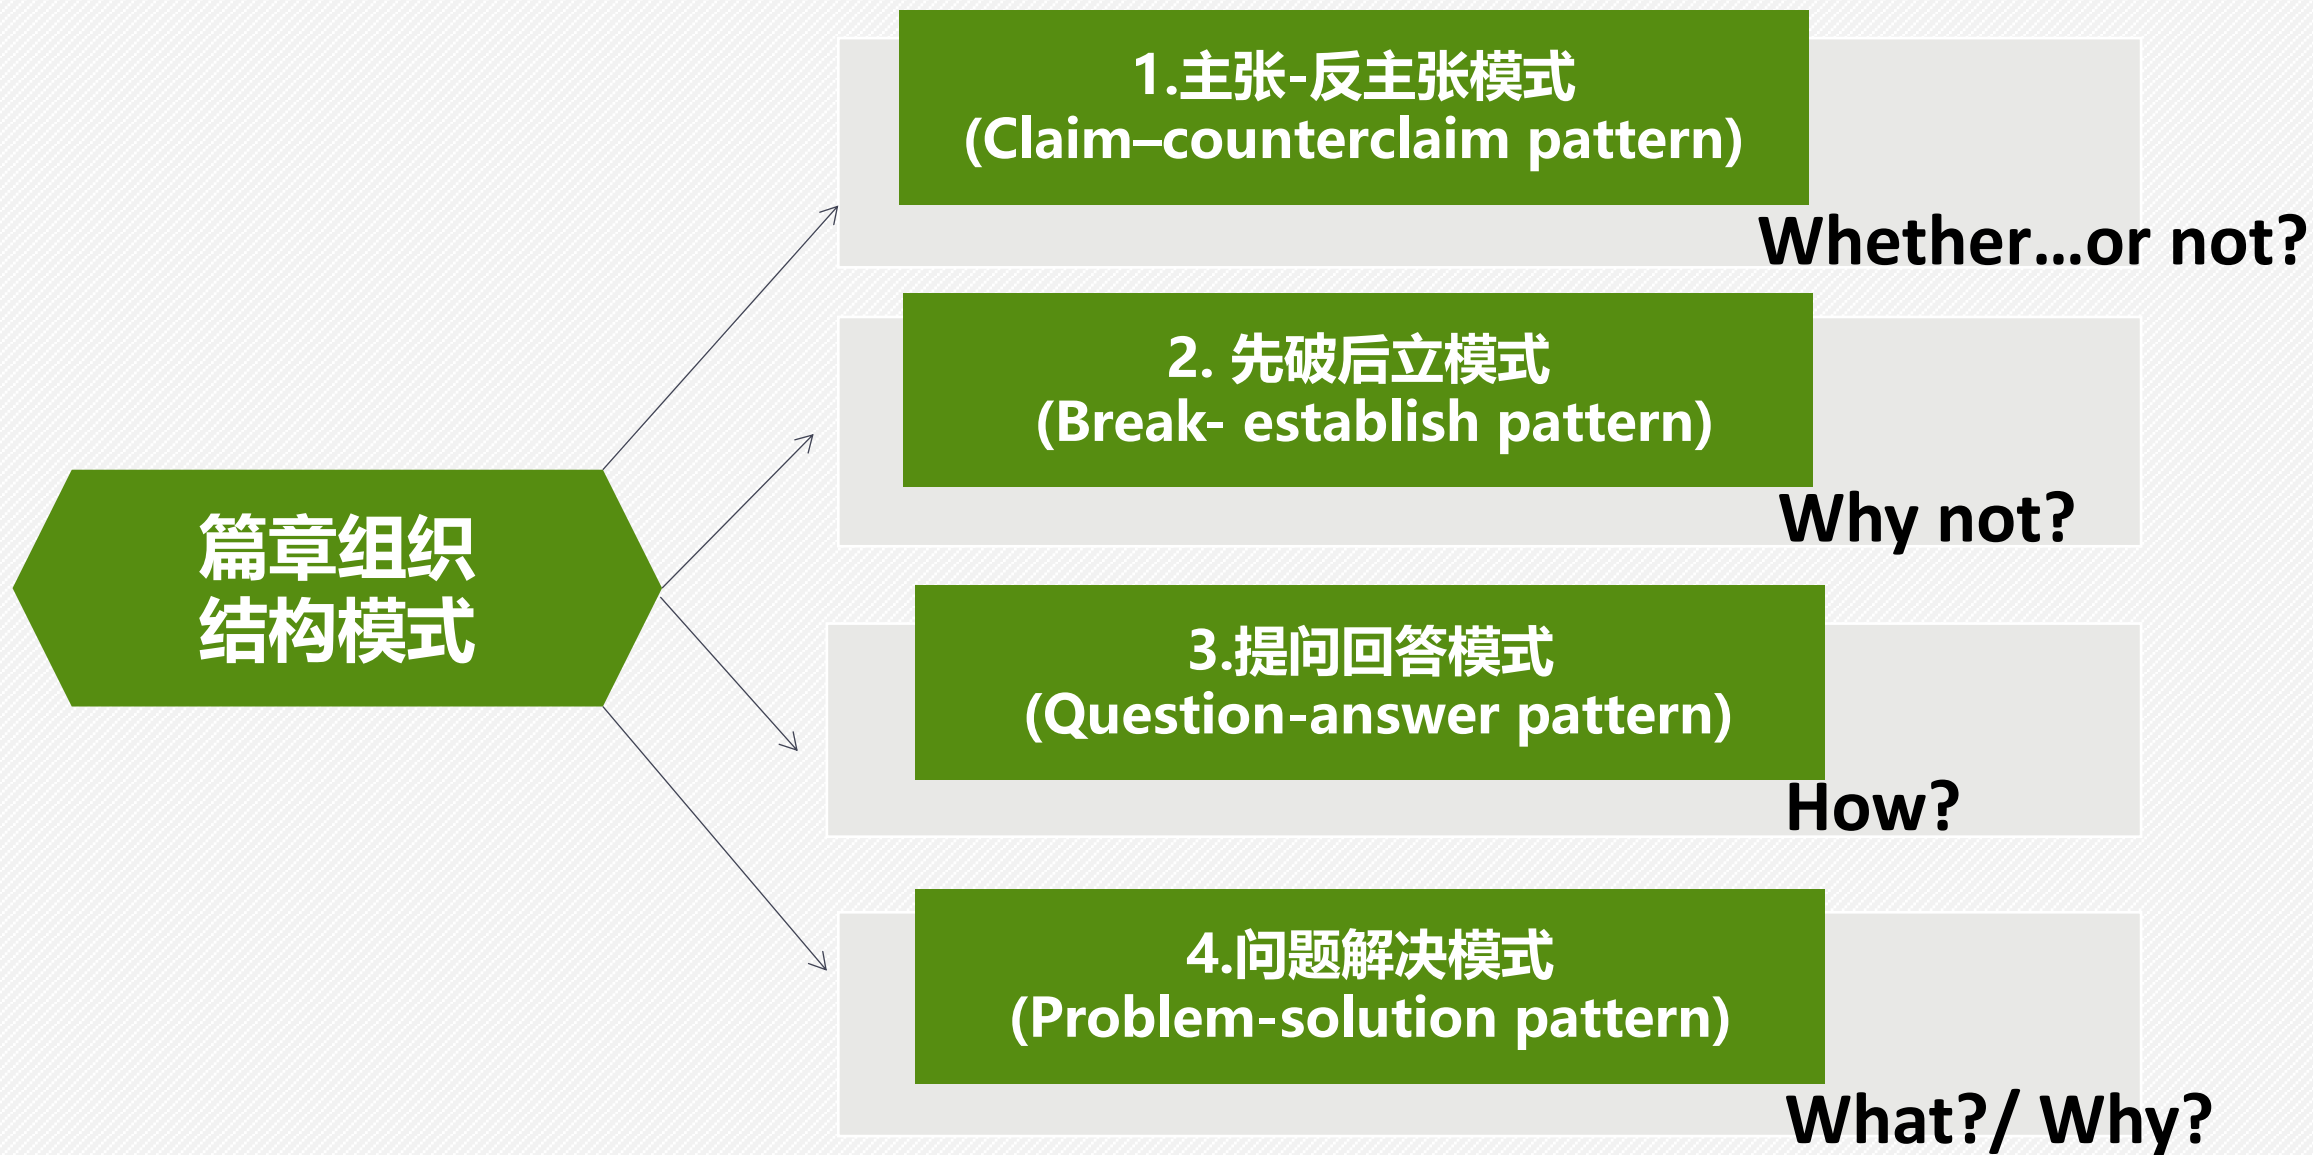 1.主张-反主张模式
(Claim–counterclaim pattern)
Whether...or not?
2. 先破后立模式
(Break- establish pattern)
Why not?
篇章组织
结构模式
3.提问回答模式
(Question-answer pattern)
How?
4.问题解决模式
(Problem-solution pattern)
What?/ Why?